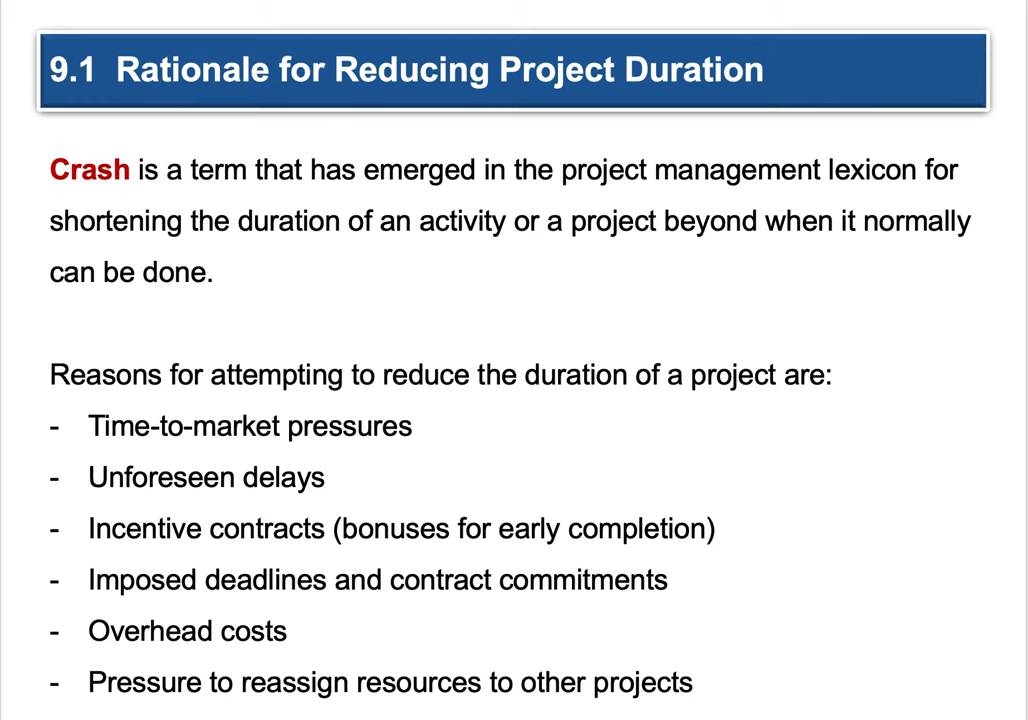 9.1 Rationale for Reducing Project Duration
Crash is a term that has emerged in the project management lexicon for
shortening the duration of an activity or a project beyond when it normally
can be done.
Reasons for attempting to reduce the duration of a project are:
- Time-to-market pressures
- Unforeseen delays
- Incentive contracts (bonuses for early completion)
- Imposed deadlines and contract commitments
- Overhead costs
- Pressure to reassign resources to other projects